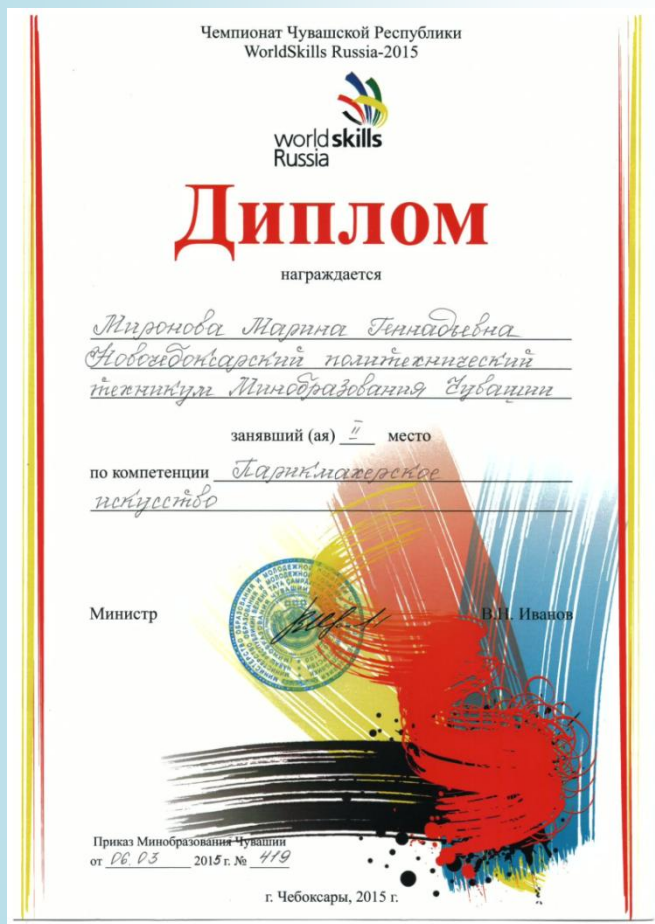 Чемпионат Чувашской Республики
WorldSkills Russia-2015
world skills
Russia
Диплом
награждается
Миронова Марина Геннадьевна
Новочебоксарский политехнический
техникум Минобразования Чувашии
занявший (ая) II место
по компетенции Парикмахерское
искусство
Министр В.Н. Иванов
Приказ Минобразования Чувашии
от 06.03 2015 г. № 419
г. Чебоксары, 2015 г.